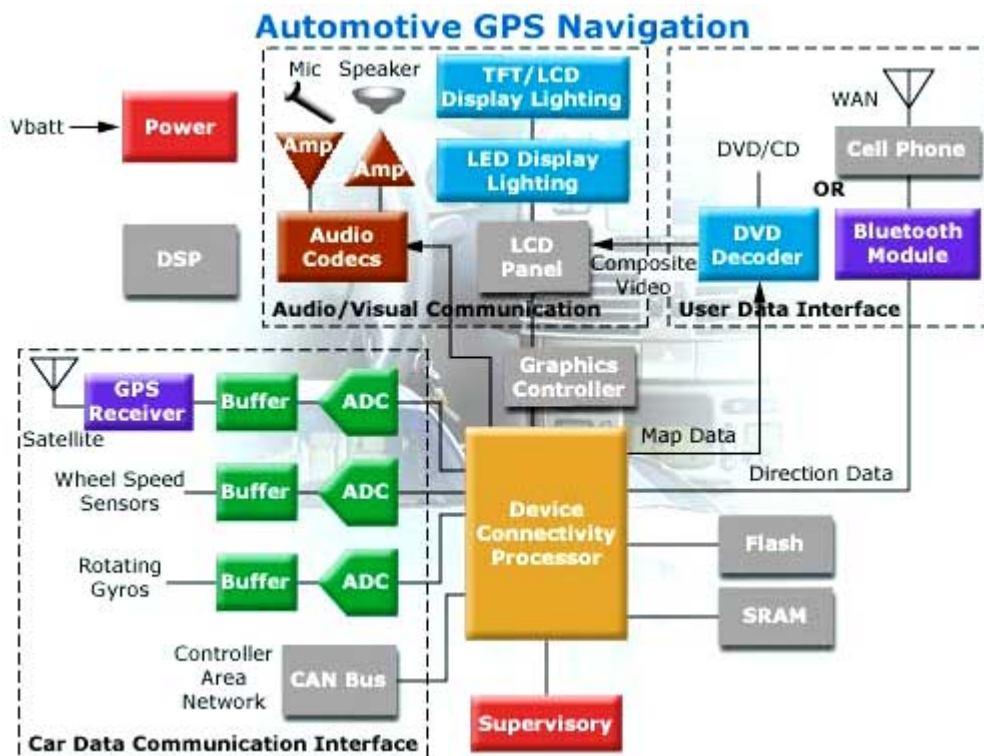 Automotive GPS Navigation
Mic
Speaker
TFT/LCD
Display Lighting
WAN
Vbatt
Power
Amp
Amp
LED Display
Lighting
DVD/CD
Cell Phone
OR
DSP
Audio
Codecs
LCD
Panel
Composite
Video
DVD
Decoder
Bluetooth
Module
Audio/Visual Communication
User Data Interface
Graphics
Controller
GPS
Receiver
Buffer
ADC
Satellite
Map Data
Wheel Speed
Sensors
Buffer
ADC
Direction Data
Device
Connectivity
Processor
Flash
Rotating
Gyros
Buffer
ADC
SRAM
Controller
Area
Network
CAN Bus
Supervisory
Car Data Communication Interface